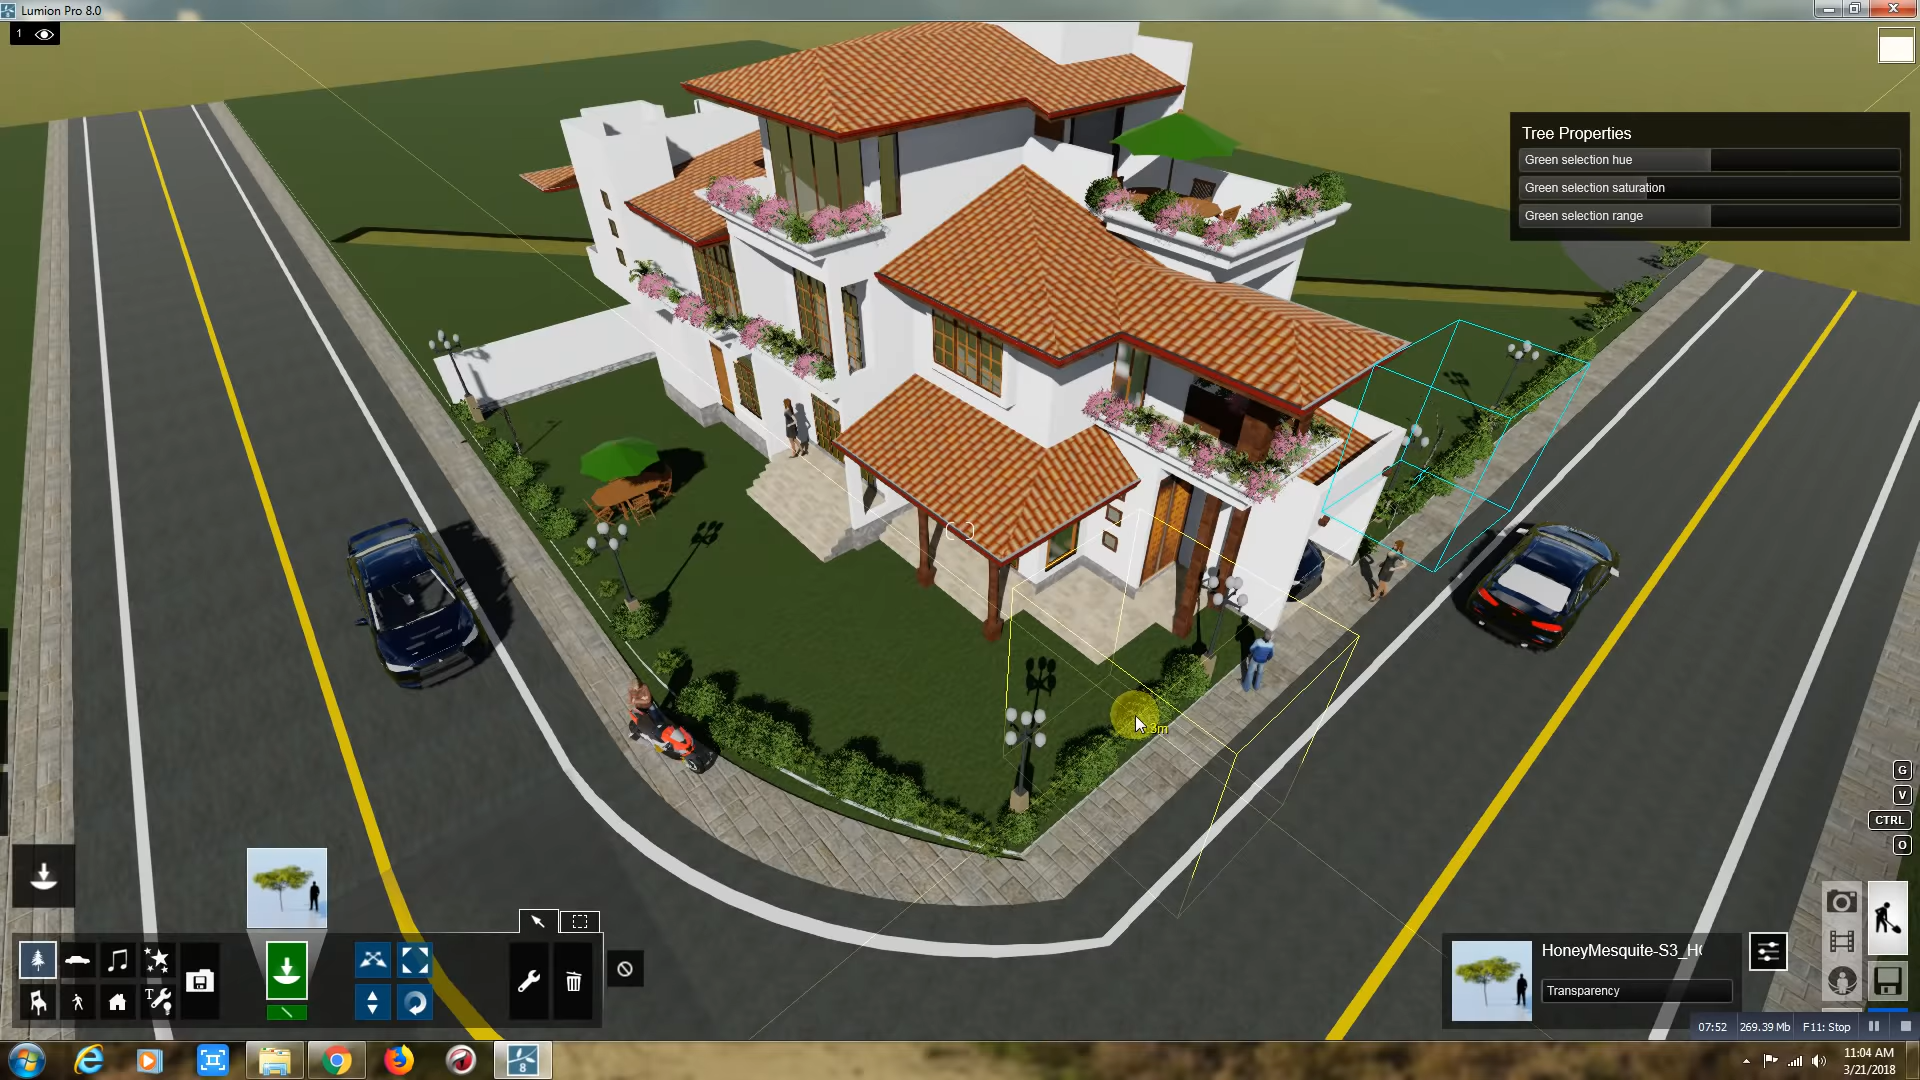 Lumion Pro 8.0
1
Tree Properties
Green selection hue
Green selection saturation
Green selection range
G
V
CTRL
O
HoneyMesquite-S3_H
Transparency
07:52 269.39 Mb F11: Stop
8
11:04 AM
3/21/2018